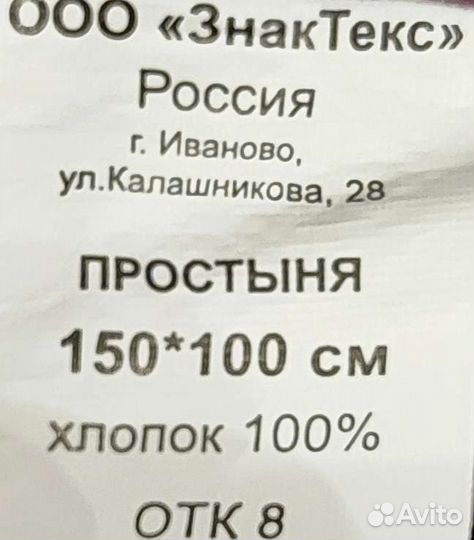 ООО «ЗнакТекс»
Россия
г. Иваново,
ул.Калашникова, 28
ПРОСТЫНЯ
150*100 см
хлопок 100%
ОТК 8
Avito